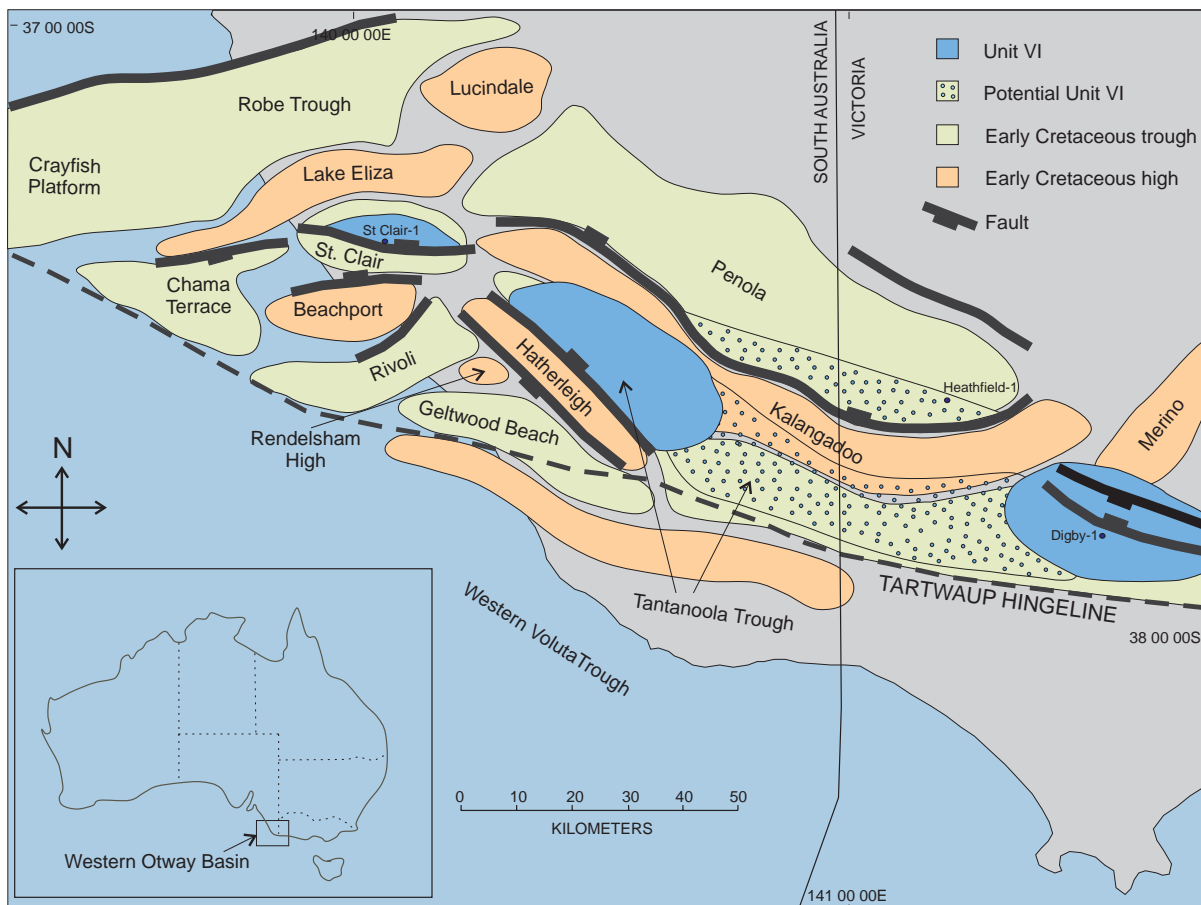 37 00 00S
140 00 00E
SOUTH AUSTRALIA
VICTORIA
Unit VI
Potential Unit VI
Early Cretaceous trough
Early Cretaceous high
Fault
Lucindale
Robe Trough
Crayfish
Platform
Lake Eliza
St Clair-1
St. Clair
Chama
Terrace
Beachport
Penola
Rivoli
Hatherleigh
Heathfield-1
Kalangadoo
Merino
Geltwood Beach
Rendelsham
High
N
Digby-1
TARTWAUP HINGELINE
Tantanoola Trough
Western VolutaTrough
38 00 00S
0 10 20 30 40 50
KILOMETERS
Western Otway Basin
141 00 00E